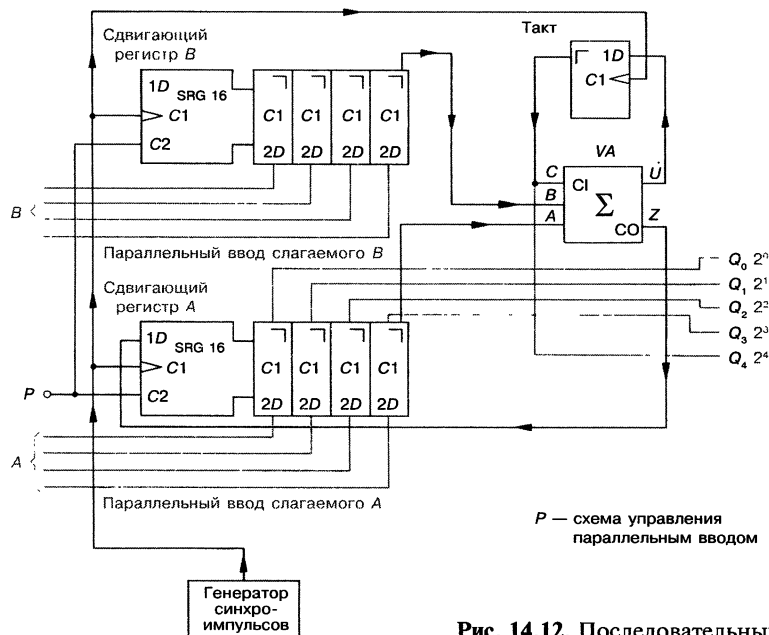 Сдвигающий
регистр B
1D
SRG 16
C1
C2
C1 C1 C1 C1
2D 2D 2D 2D
B
Параллельный ввод слагаемого B
Такт
1D
C1
VA
C
B
A
CI
Σ
CO
U̇
Z
Q₀ 2⁰
Q₁ 2¹
Q₂ 2²
Q₃ 2³
Q₄ 2⁴
Сдвигающий
регистр A
1D
SRG 16
C1
C2
C1 C1 C1 C1
2D 2D 2D 2D
P
A
Параллельный ввод слагаемого A
P — схема управления
параллельным вводом
Генератор
синхро-
импульсов
Рис. 14.12. Последовательны